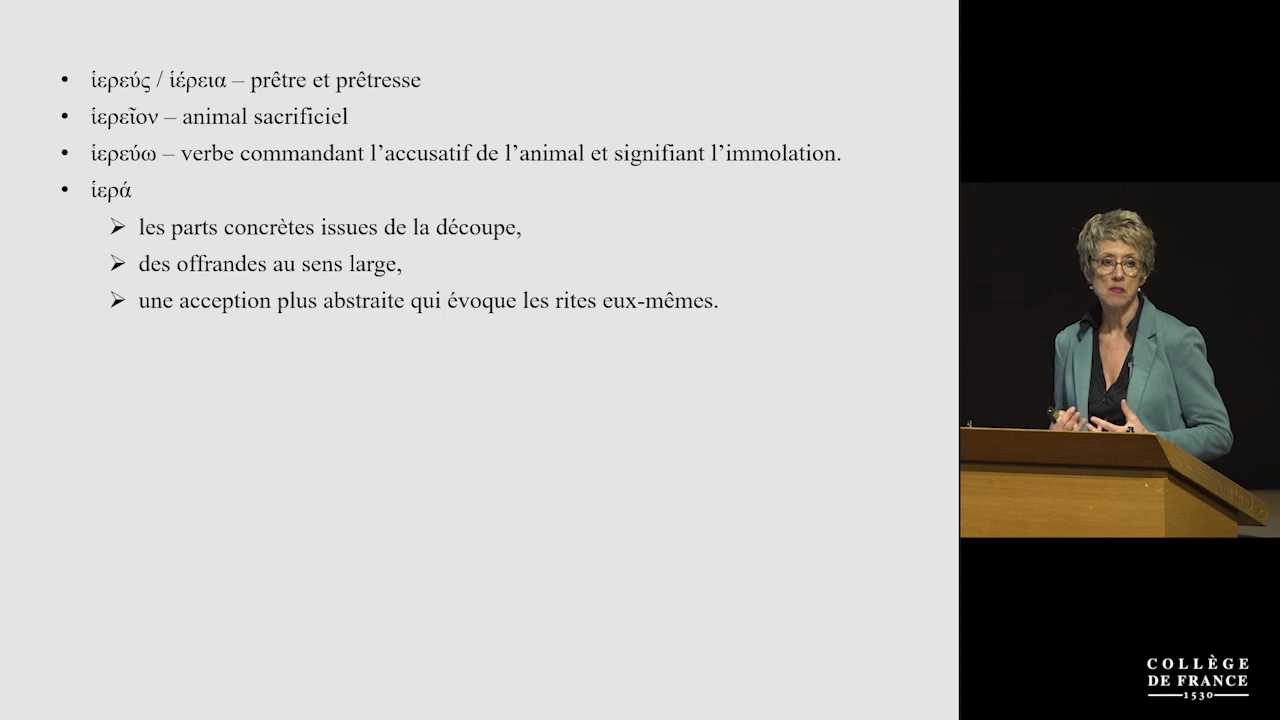 • ἱερεύς / ἱέρεια – prêtre et prêtresse
• ἱερεῖον – animal sacrificiel
• ἱερεύω – verbe commandant l’accusatif de l’animal et signifiant l’immolation.
• ἱερά
➢ les parts concrètes issues de la découpe,
➢ des offrandes au sens large,
➢ une acception plus abstraite qui évoque les rites eux-mêmes.
COLLÈGE
DE FRANCE
1530